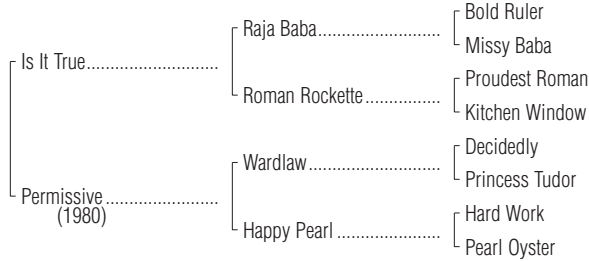 Bold Ruler
Raja Baba
Missy Baba
Is It True
Proudest Roman
Roman Rockette
Kitchen Window
Decidedly
Wardlaw
Princess Tudor
Permissive
(1980)
Hard Work
Happy Pearl
Pearl Oyster